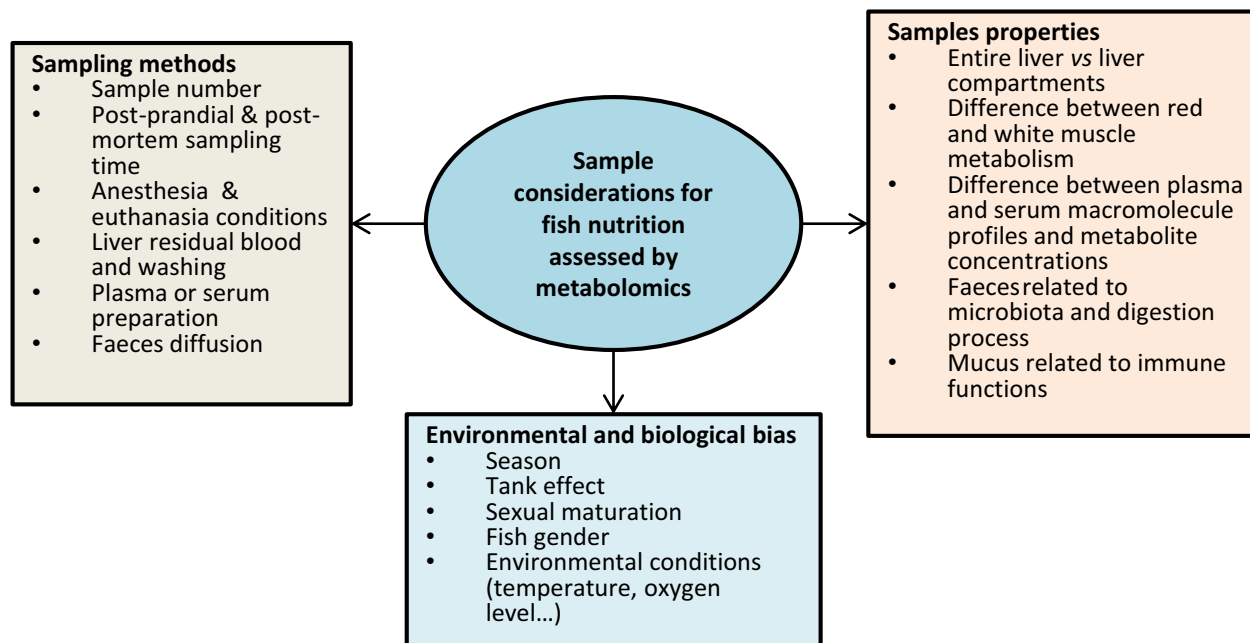 Sampling methods
• Sample number
• Post-prandial & post-
mortem sampling
time
• Anesthesia &
euthanasia conditions
• Liver residual blood
and washing
• Plasma or serum
preparation
• Faeces diffusion
Sample
considerations for
fish nutrition
assessed by
metabolomics
Samples properties
• Entire liver vs liver
compartments
• Difference between red
and white muscle
metabolism
• Difference between plasma
and serum macromolecule
profiles and metabolite
concentrations
• Faeces related to
microbiota and digestion
process
• Mucus related to immune
functions
Environmental and biological bias
• Season
• Tank effect
• Sexual maturation
• Fish gender
• Environmental conditions
(temperature, oxygen
level…)